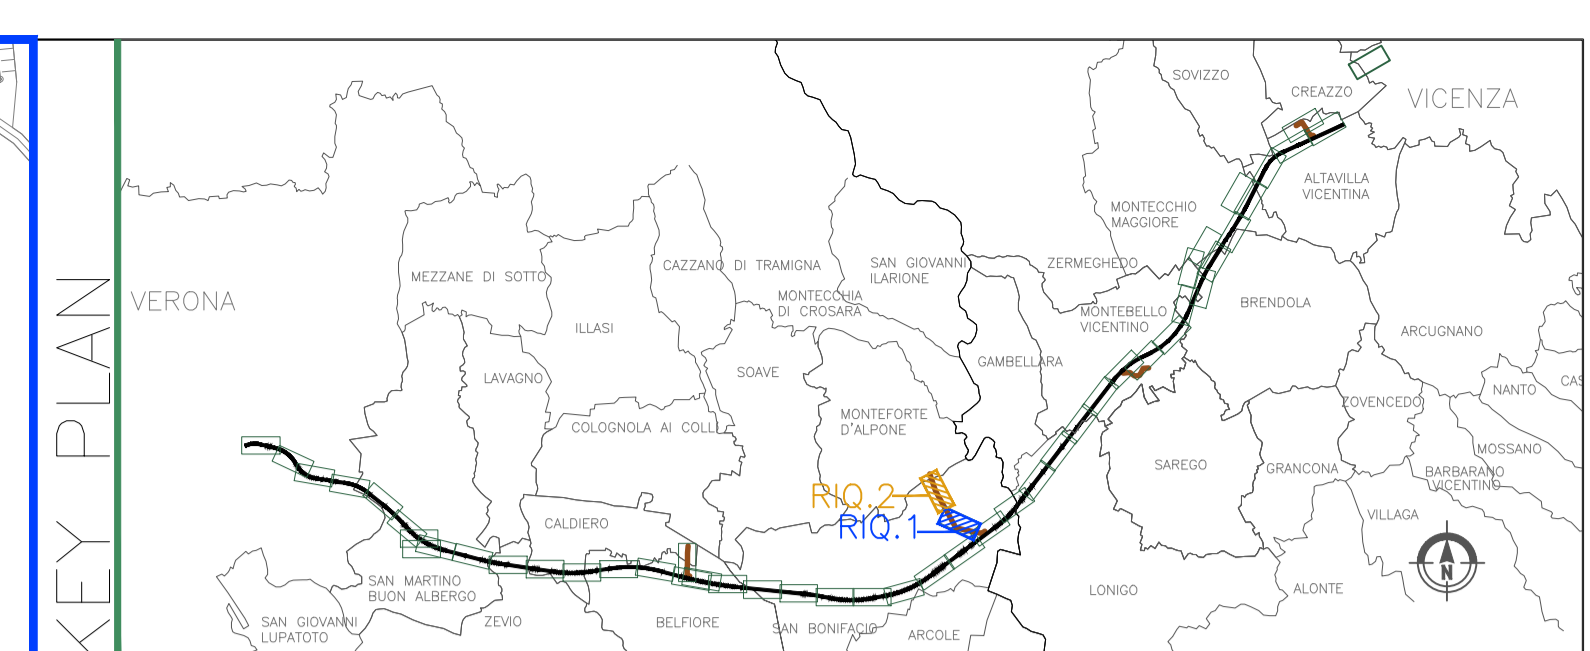 KEY PLAN
SOVIZZO
CREAZZO
VICENZA
ALTAVILLA
VICENTINA
MONTECCHIO
MAGGIORE
MEZZANE DI SOTTO
CAZZANO DI TRAMIGNA
SAN GIOVANNI
ILARIONE
ZERMEGHEDO
VERONA
MONTECCHIA
DI CROSARA
BRENDOLA
MONTEBELLO
VICENTINO
ILLASI
ARCUGNANO
GAMBELLARA
SOAVE
LAVAGNO
NANTO
CAS
ZOVENCEDO
MONTEFORTE
D'ALPONE
COLOGNOLA AI COLLI
MOSSANO
SAREGO
GRANCONA
BARBARANO
VICENTINO
RIQ.2
VILLAGA
CALDIERO
RIQ.1
N
SAN MARTINO
BUON ALBERGO
LONIGO
ALONTE
SAN GIOVANNI
LUPATOTO
ZEVIO
BELFIORE
SAN BONIFACIO
ARCOLE